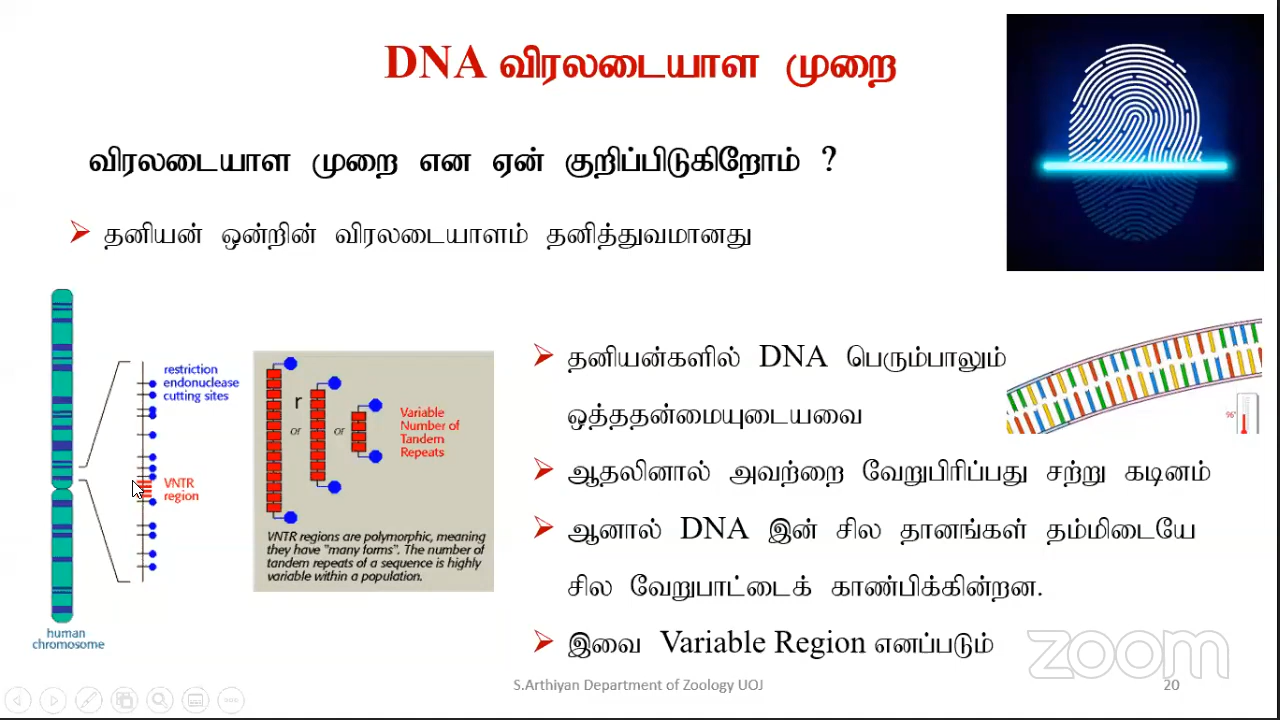 DNA விரலடையாள முறை
விரலடையாள முறை என ஏன் குறிப்பிடுகிறோம் ?
தனியன் ஒன்றின் விரலடையாளம் தனித்துவமானது
restriction
endonuclease
cutting sites
VNTR
region
human
chromosome
r
or
or
Variable
Number of
Tandem
Repeats
VNTR regions are polymorphic, meaning
they have "many forms". The number of
tandem repeats of a sequence is highly
variable within a population.
தனியன்களில் DNA பெரும்பாலும்
ஒத்ததன்மையுடையவை
ஆதலினால் அவற்றை வேறுபிரிப்பது சற்று கடினம்
ஆனால் DNA இன் சில தானங்கள் தம்மிடையே
சில வேறுபாட்டைக் காண்பிக்கின்றன.
இவை Variable Region எனப்படும்
zoom
S.Arthiyan Department of Zoology UOJ
20